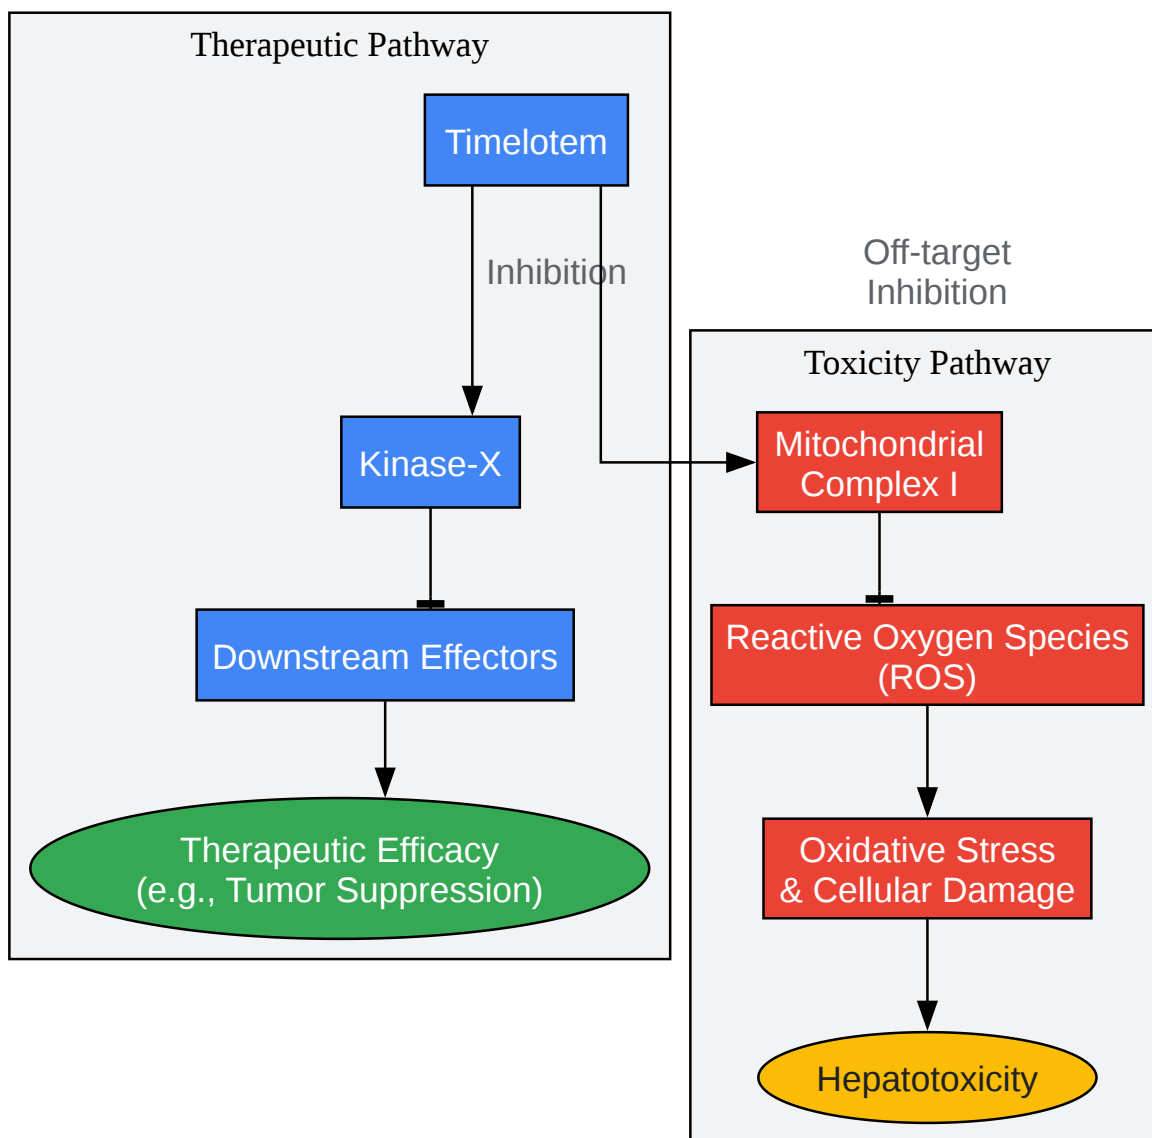 Therapeutic Pathway
Timelotem
Inhibition
Kinase-X
Downstream Effectors
Therapeutic Efficacy
(e.g., Tumor Suppression)
Off-target
Inhibition
Toxicity Pathway
Mitochondrial
Complex I
Reactive Oxygen Species
(ROS)
Oxidative Stress
& Cellular Damage
Hepatotoxicity